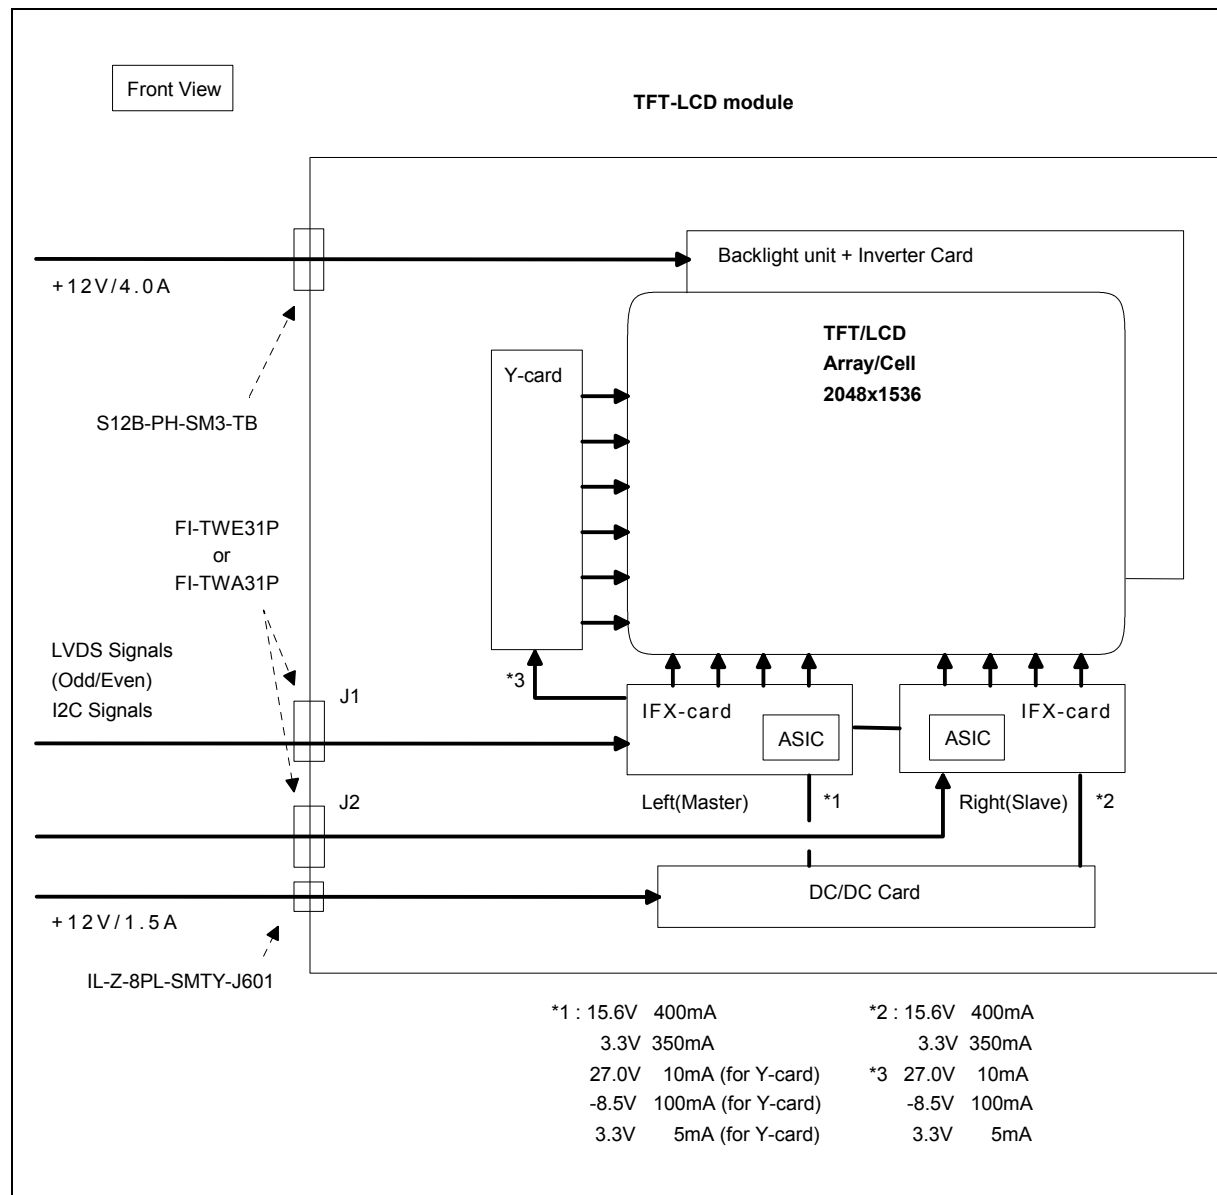 Front View
TFT-LCD module
Backlight unit + Inverter Card
+12V/4.0A
TFT/LCD
Array/Cell
2048x1536
Y-card
S12B-PH-SM3-TB
FI-TWE31P
or
FI-TWA31P
LVDS Signals
(Odd/Even)
I2C Signals
J1
*3
IFX-card
IFX-card
ASIC
ASIC
J2
Left(Master)
*1
Right(Slave)
*2
DC/DC Card
+12V/1.5A
IL-Z-8PL-SMTY-J601
*1 : 15.6V 400mA
3.3V 350mA
27.0V 10mA (for Y-card)
-8.5V 100mA (for Y-card)
3.3V 5mA (for Y-card)
*2 : 15.6V 400mA
3.3V 350mA
*3 27.0V 10mA
-8.5V 100mA
3.3V 5mA